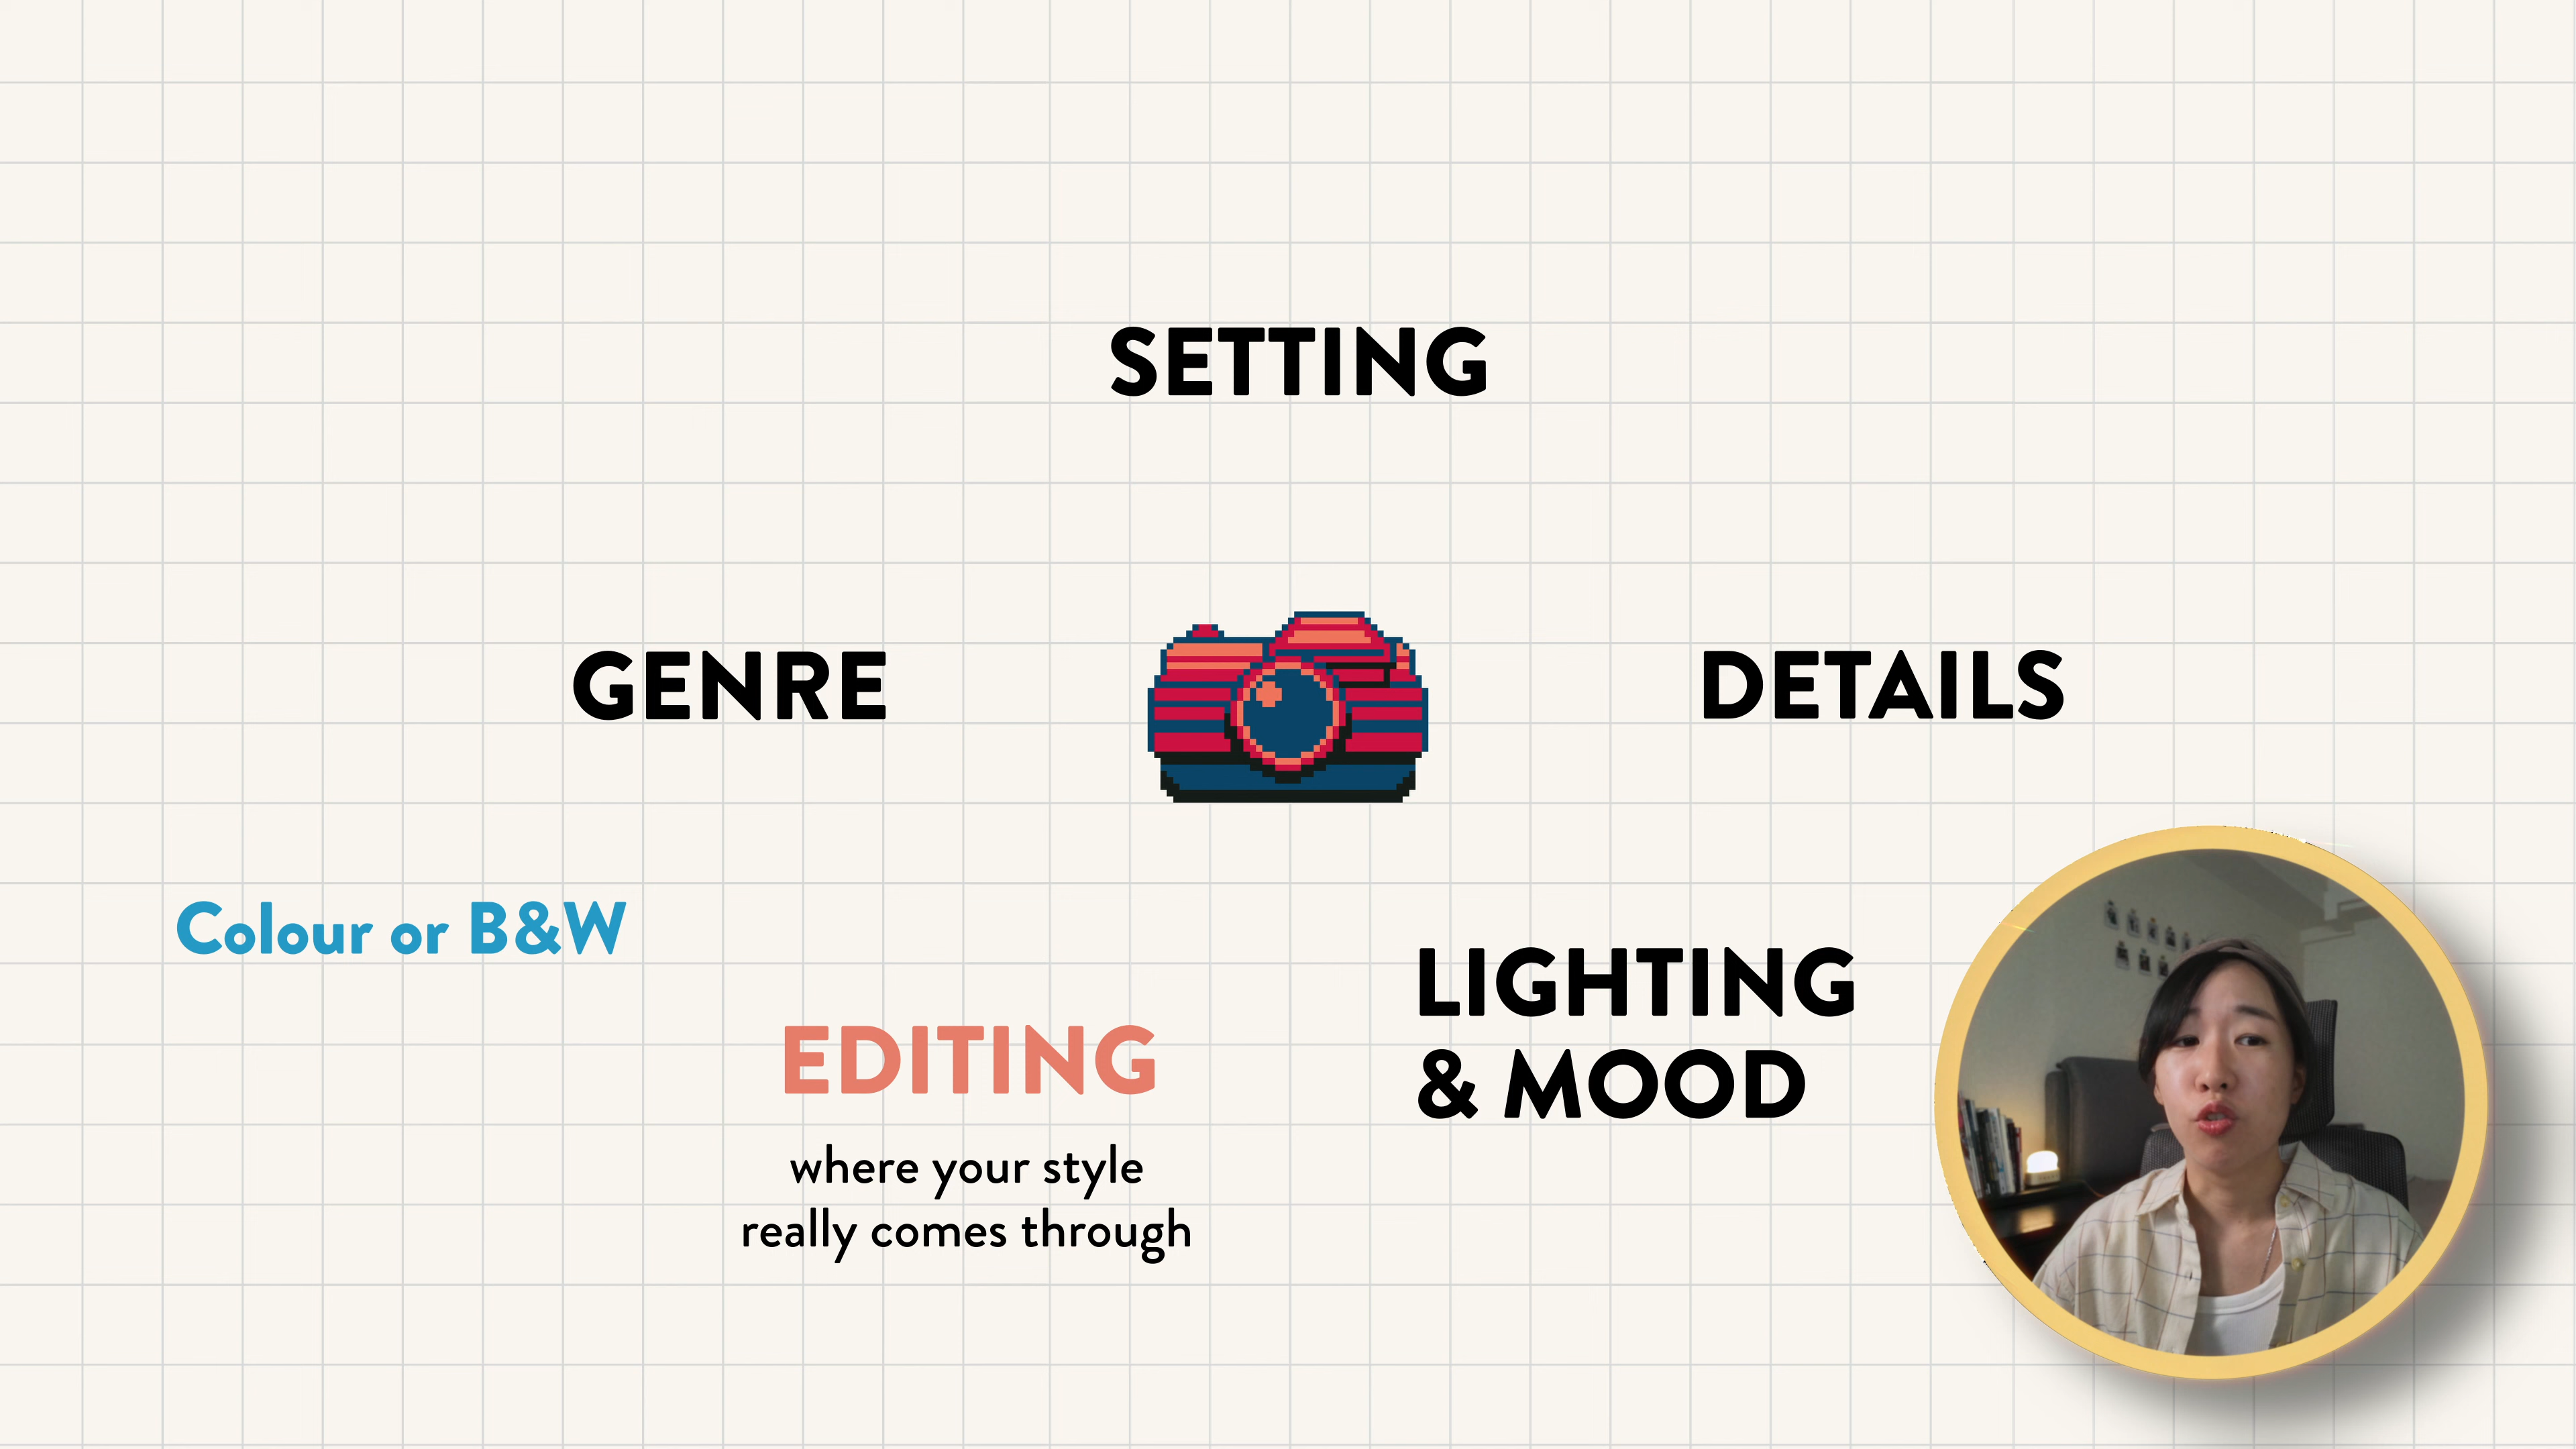 SETTING
GENRE
DETAILS
Colour or B&W
EDITING
where your style
really comes through
LIGHTING
& MOOD